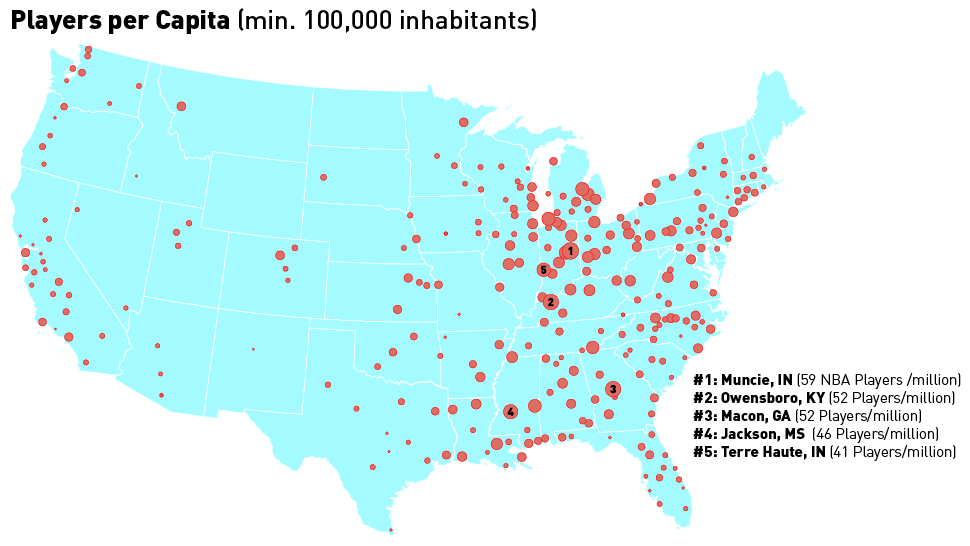 Players per Capita (min. 100,000 inhabitants)
1
5
2
3
4
#1: Muncie, IN (59 NBA Players /million)
#2: Owensboro, KY (52 Players/million)
#3: Macon, GA (52 Players/million)
#4: Jackson, MS (46 Players/million)
#5: Terre Haute, IN (41 Players/million)